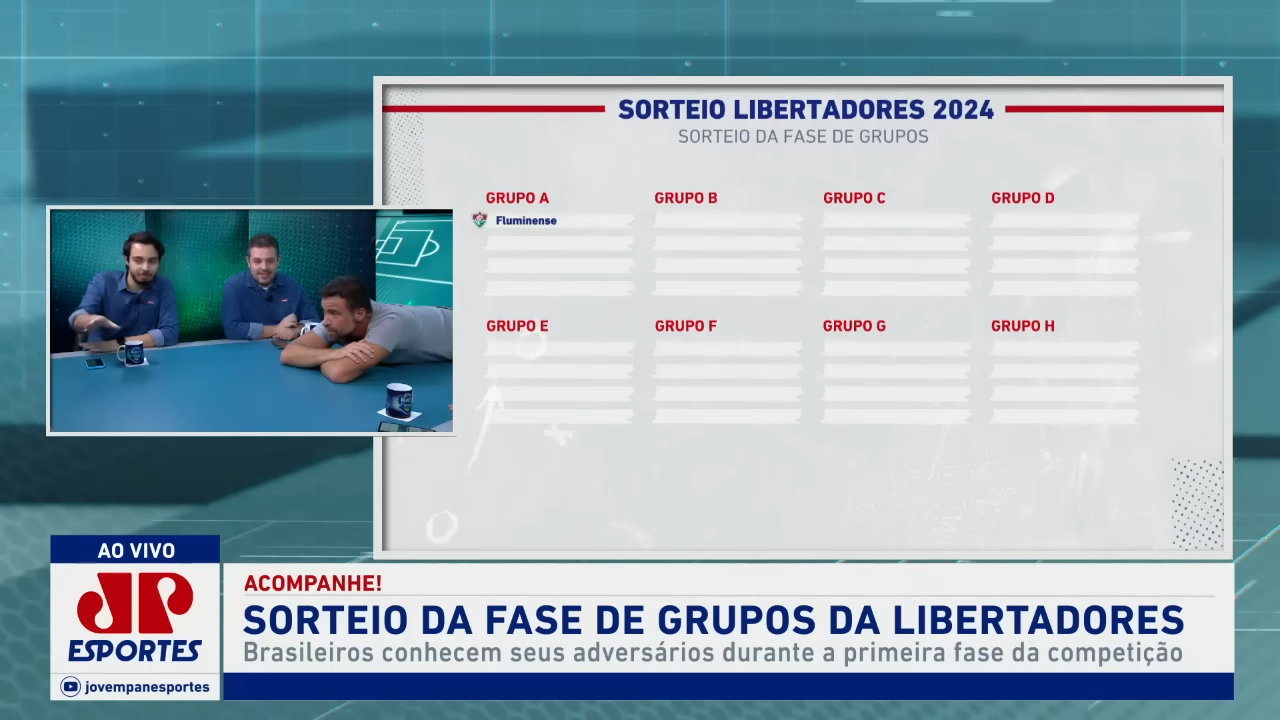 SORTEIO LIBERTADORES 2024
SORTEIO DA FASE DE GRUPOS
GRUPO A
GRUPO B
GRUPO C
GRUPO D
Fluminense
GRUPO E
GRUPO F
GRUPO G
GRUPO H
AO VIVO
JP
ESPORTES
jovempanesportes
ACOMPANHE!
SORTEIO DA FASE DE GRUPOS DA LIBERTADORES
Brasileiros conhecem seus adversários durante a primeira fase da competição